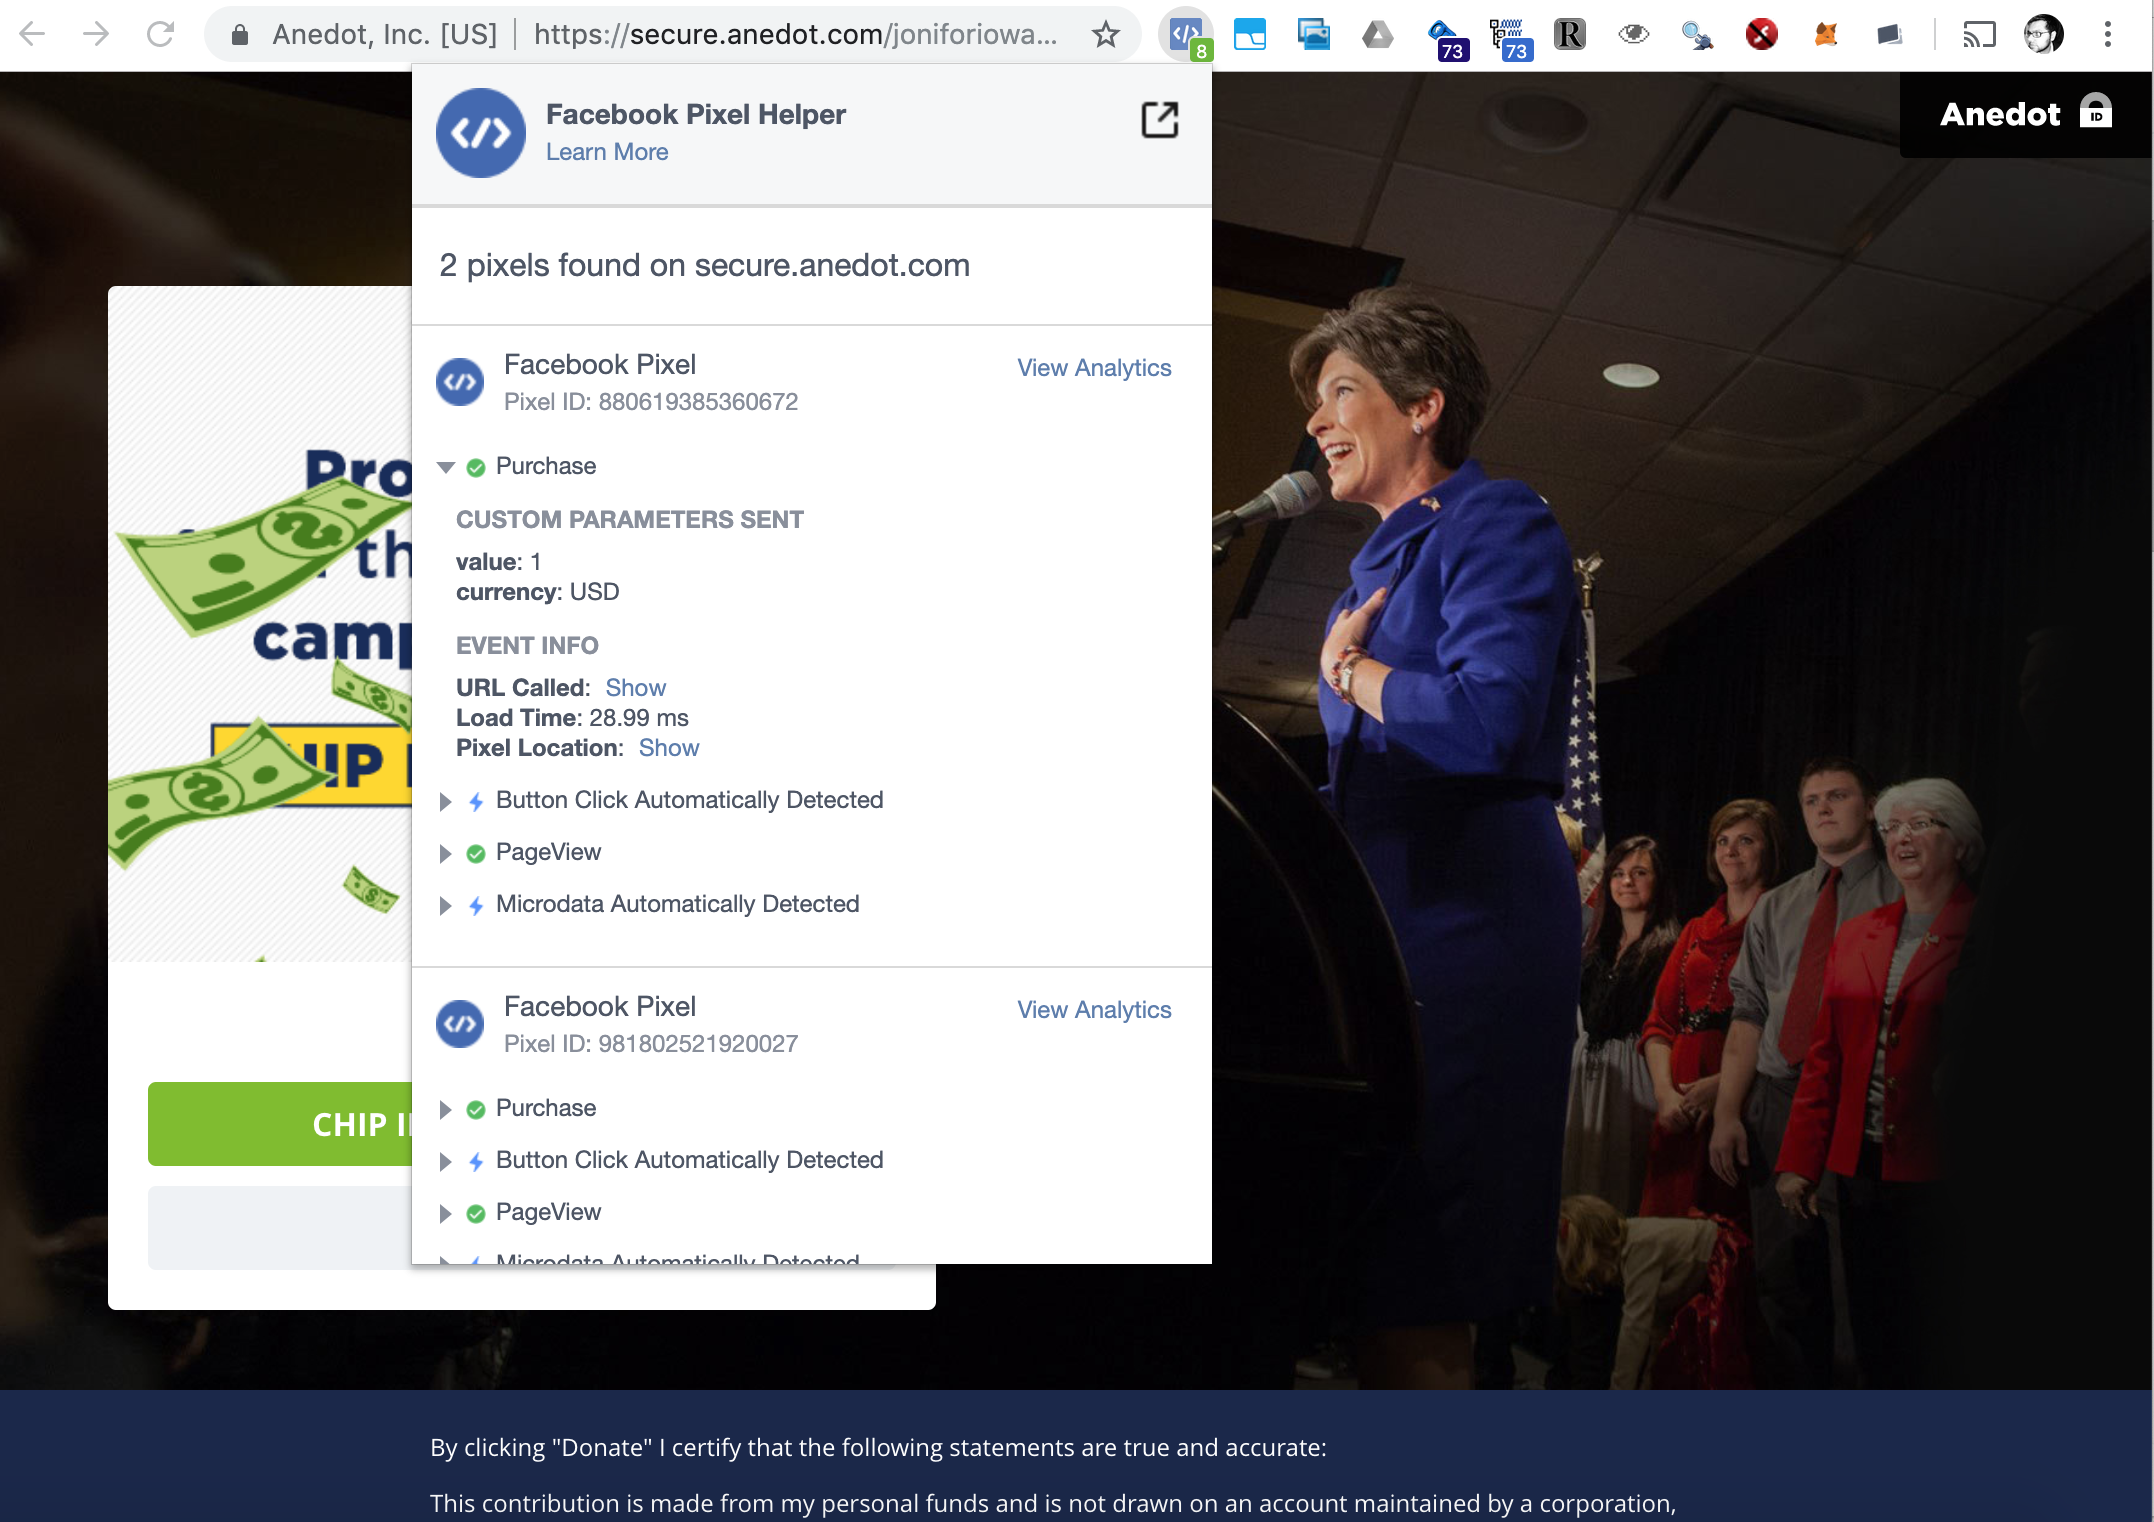 Anedot, Inc. [US] | https://secure.anedot.com/joniforiowa...
8
73
73
R
Anedot
ID
Facebook Pixel Helper
Learn More
2 pixels found on secure.anedot.com
Facebook Pixel
View Analytics
Pixel ID: 880619385360672
Purchase
CUSTOM PARAMETERS SENT
value: 1
currency: USD
EVENT INFO
URL Called: Show
Load Time: 28.99 ms
Pixel Location: Show
Button Click Automatically Detected
PageView
Microdata Automatically Detected
Facebook Pixel
View Analytics
Pixel ID: 981802521920027
Purchase
Button Click Automatically Detected
PageView
Microdata Automatically Detected
CHIP
By clicking "Donate" I certify that the following statements are true and accurate:
This contribution is made from my personal funds and is not drawn on an account maintained by a corporation,